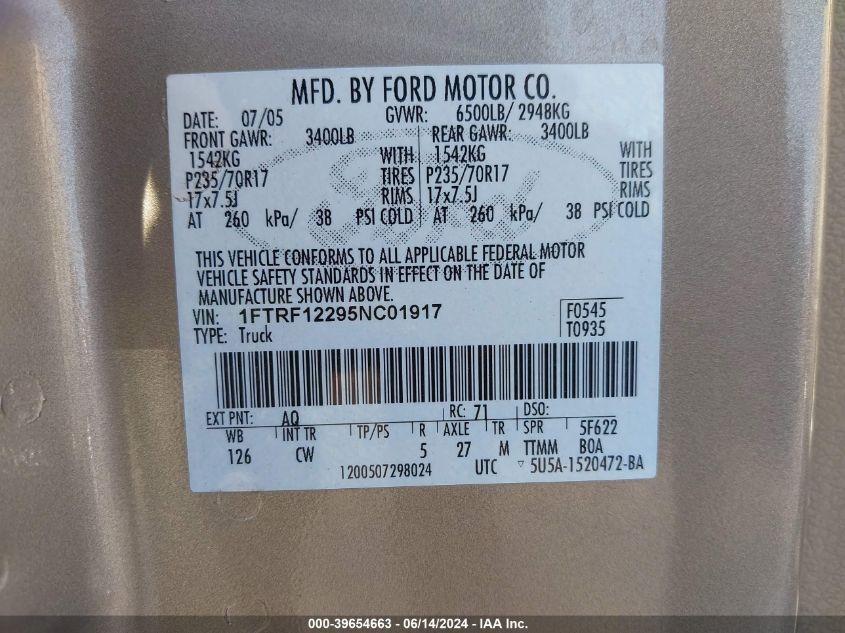 MFD. BY FORD MOTOR CO.
DATE: 07/05 GVWR: 6500LB/ 2948KG
FRONT GAWR: 3400LB REAR GAWR: 3400LB
1542KG WITH 1542KG WITH
P235/70R17 TIRES P235/70R17 TIRES
17x7.5J RIMS 17x7.5J RIMS
AT 260 kPa/ 38 PSI COLD AT 260 kPa/ 38 PSI COLD
THIS VEHICLE CONFORMS TO ALL APPLICABLE FEDERAL MOTOR
VEHICLE SAFETY STANDARDS IN EFFECT ON THE DATE OF
MANUFACTURE SHOWN ABOVE.
VIN: 1FTRF12295NC01917 F0545
TYPE: Truck T0935
EXT PNT: AQ RC: 71 DSO:
WB INT TR TP/PS R AXLE TR SPR 5F622
126 CW 5 27 M TTMM BOA
1200507298024 UTC ▽ 5U5A-1520472-BA
000-39654663 - 06/14/2024 - IAA Inc.